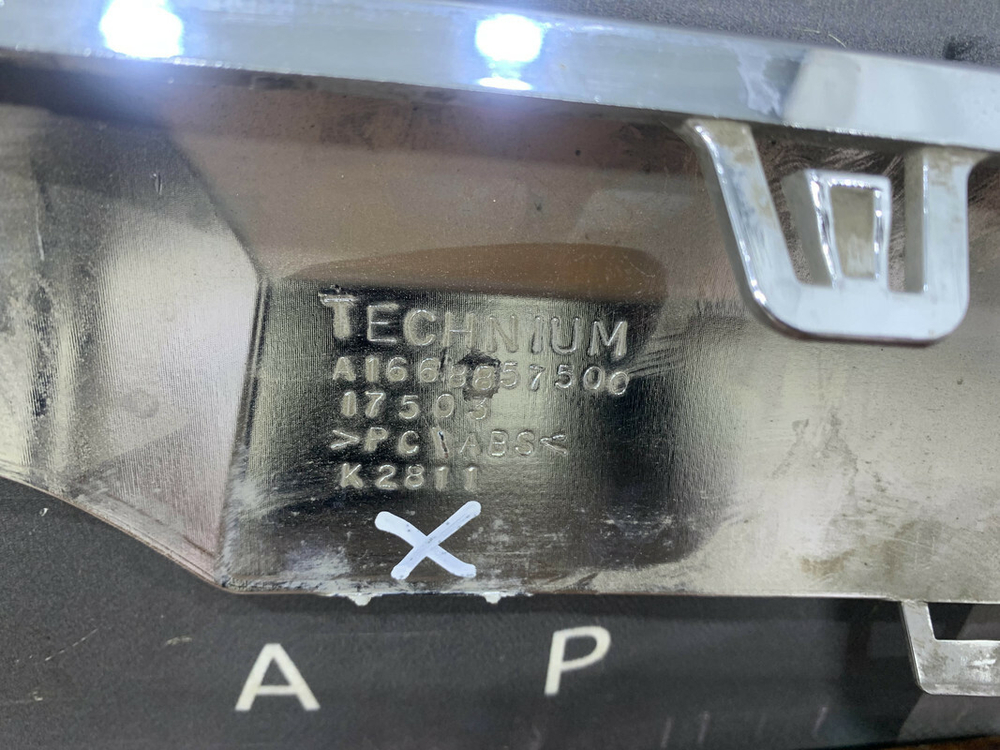 TECHNIUM
A1668857500
17503
>PC+ABS<
K2811
X
A P